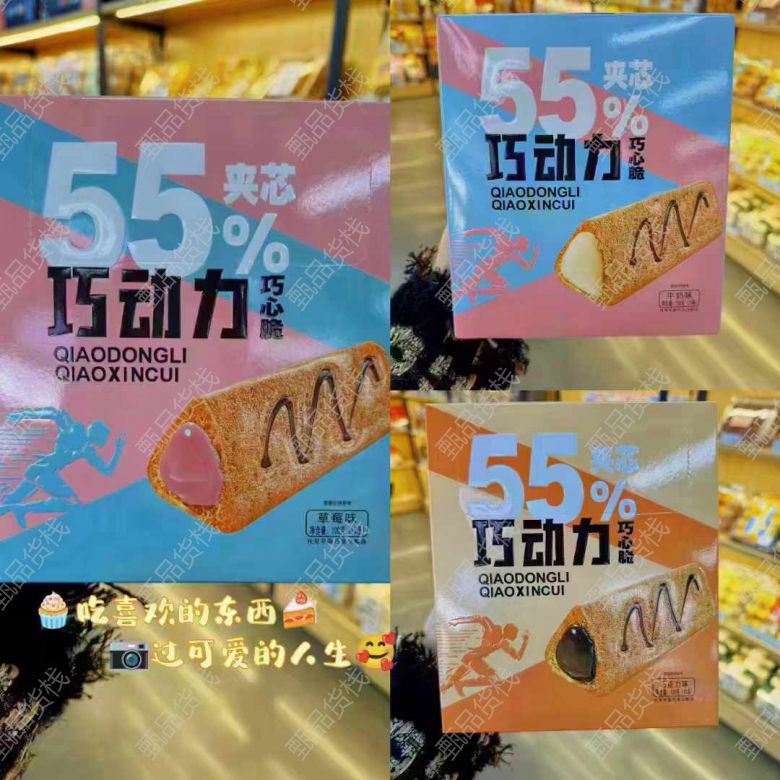 55%
夹芯
巧动力
巧心脆
QIAODONGLI
QIAOXINCUI
草莓味
吃喜欢的东西
过可爱的人生
55%
夹芯
巧动力
巧心脆
QIAODONGLI
QIAOXINCUI
牛奶味
55%
夹芯
巧动力
巧心脆
QIAODONGLI
QIAOXINCUI
甄品货栈